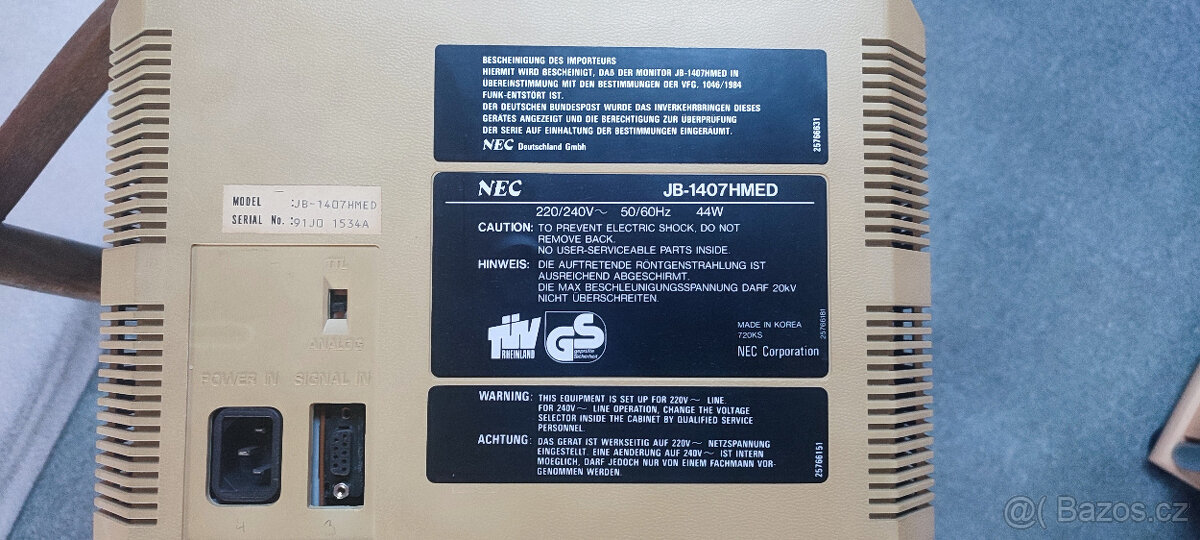 BESCHEINIGUNG DES IMPORTEURS
HIERMIT WIRD BESCHEINIGT, DAß DER MONITOR JB-1407HMED IN
ÜBEREINSTIMMUNG MIT DEN BESTIMMUNGEN DER VFG. 1046/1984
FUNK-ENTSTÖRT IST.
DER DEUTSCHEN BUNDESPOST WURDE DAS INVERKEHRBRINGEN DIESES
GERÄTES ANGEZEIGT UND DIE BERECHTIGUNG ZUR ÜBERPRÜFUNG
DER SERIE AUF EINHALTUNG DER BESTIMMUNGEN EINGERÄUMT.
NEC Deutschland Gmbh
25766631
MODEL :JB-1407HMED
SERIAL No. :91J0 1534A
NEC JB-1407HMED
220/240V~ 50/60Hz 44W
CAUTION: TO PREVENT ELECTRIC SHOCK, DO NOT
REMOVE BACK.
NO USER-SERVICEABLE PARTS INSIDE.
HINWEIS: DIE AUFTRETENDE RÖNTGENSTRAHLUNG IST
AUSREICHEND ABGESCHIRMT.
DIE MAX BESCHLEUNIGUNGSSPANNUNG DARF 20kV
NICHT ÜBERSCHREITEN.
TÜV
RHEINLAND
GS
geprüfte
Sicherheit
MADE IN KOREA
720KS
NEC Corporation
25766181
TTL
ANALOG
POWER IN SIGNAL IN
4 3
WARNING: THIS EQUIPMENT IS SET UP FOR 220V~ LINE.
FOR 240V~ LINE OPERATION, CHANGE THE VOLTAGE
SELECTOR INSIDE THE CABINET BY QUALIFIED SERVICE
PERSONNEL.
ACHTUNG: DAS GERAT IST WERKSEITIG AUF 220V~ NETZSPANNUNG
EINGESTELLT. EINE AENDERUNG AUF 240V~ IST INTERN
MOEGLICH, DARF JEDOCH NUR VON EINEM FACHMANN VOR-
GENOMMEN WERDEN.
25766151
@( Bazos.cz